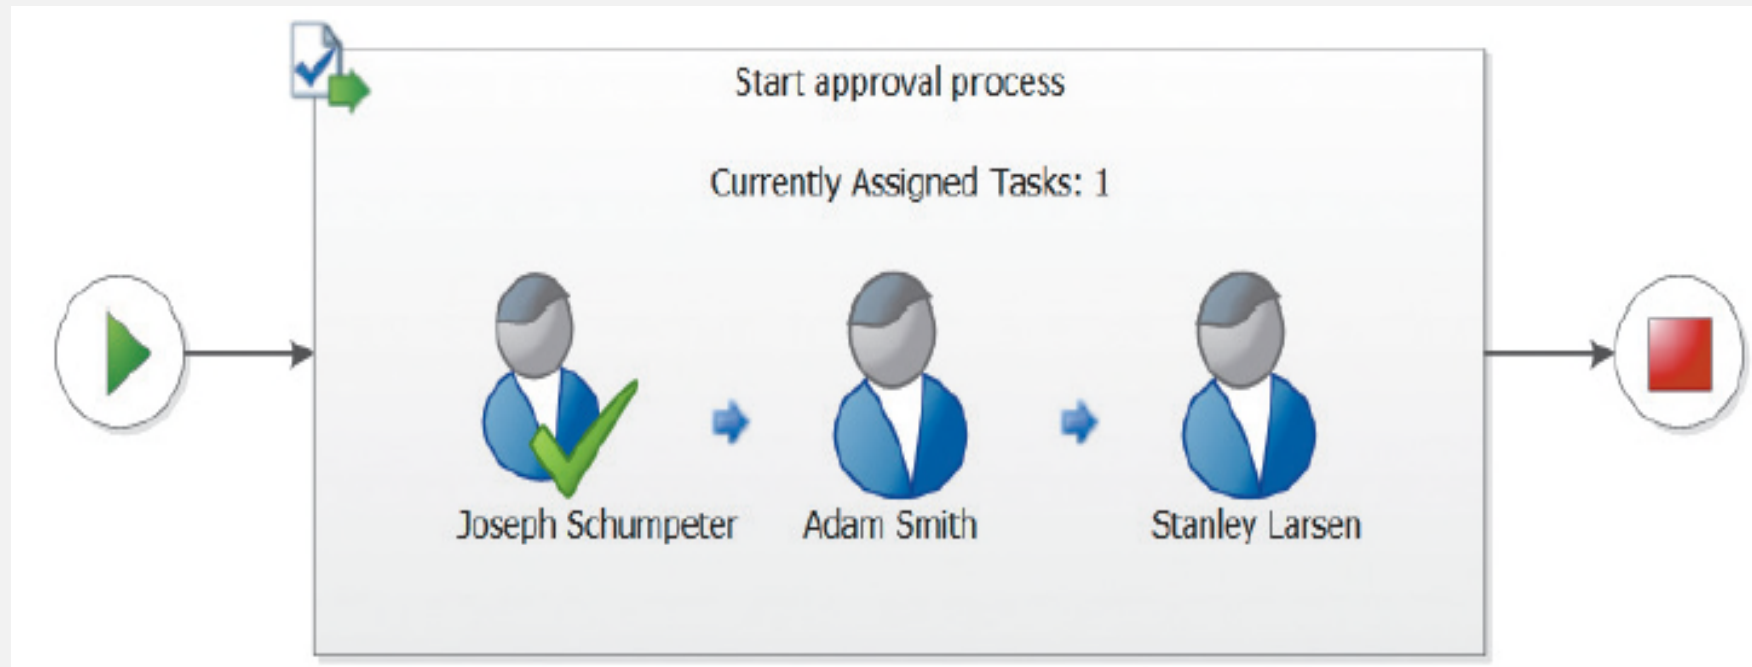 Start approval process
Currently Assigned Tasks: 1
Joseph Schumpeter
Adam Smith
Stanley Larsen